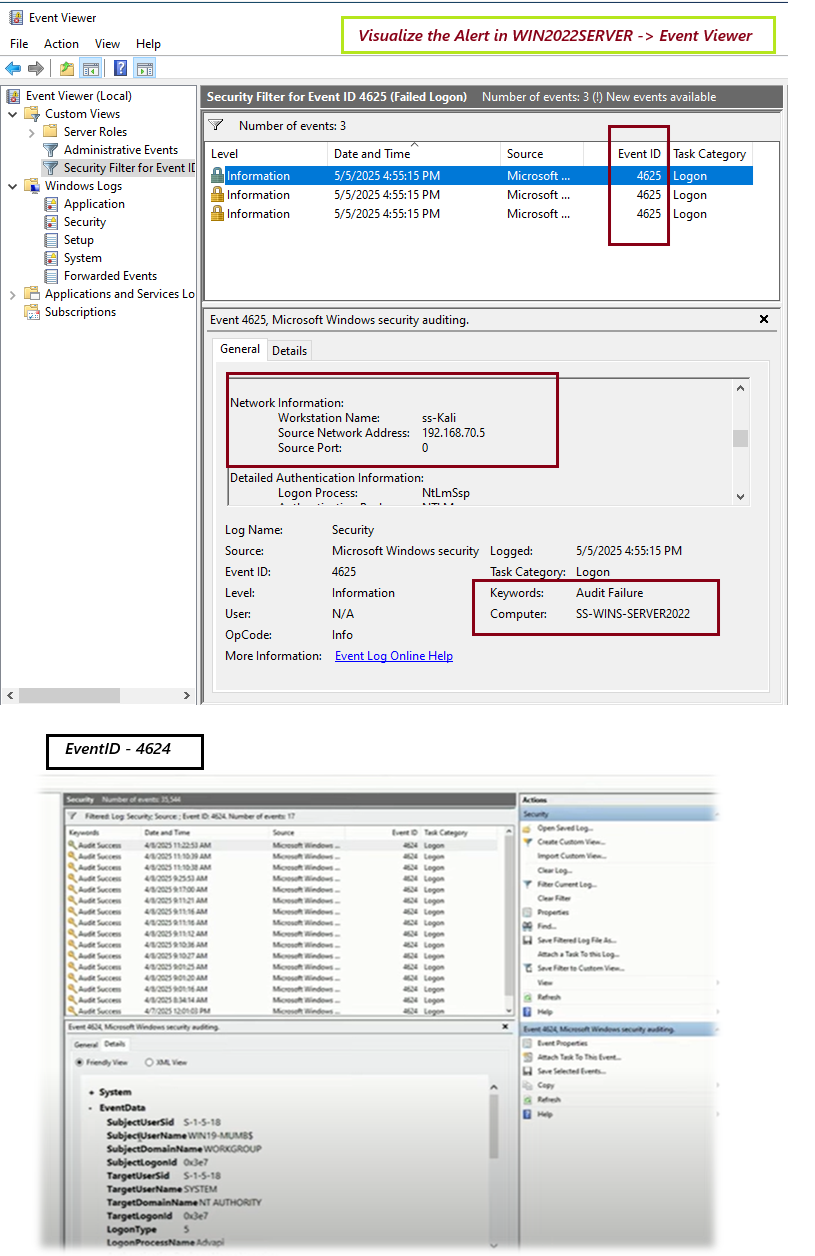 Event Viewer
Visualize the Alert in WIN2022SERVER -> Event Viewer
File Action View Help
Event Viewer (Local)
Custom Views
Server Roles
Administrative Events
Security Filter for Event ID
Windows Logs
Application
Security
Setup
System
Forwarded Events
Applications and Services Lo
Subscriptions
Security Filter for Event ID 4625 (Failed Logon) Number of events: 3 (!) New events available
Number of events: 3
Level Date and Time Source Event ID Task Category
Information 5/5/2025 4:55:15 PM Microsoft ... 4625 Logon
Information 5/5/2025 4:55:15 PM Microsoft ... 4625 Logon
Information 5/5/2025 4:55:15 PM Microsoft ... 4625 Logon
Event 4625, Microsoft Windows security auditing.
General Details
Network Information:
Workstation Name: ss-Kali
Source Network Address: 192.168.70.5
Source Port: 0
Detailed Authentication Information:
Logon Process: NtLmSsp
Log Name: Security
Source: Microsoft Windows security Logged: 5/5/2025 4:55:15 PM
Event ID: 4625 Task Category: Logon
Level: Information Keywords: Audit Failure
User: N/A Computer: SS-WINS-SERVER2022
OpCode: Info
More Information: Event Log Online Help
EventID - 4624
Security Number of events: 35,544
Filtered: Log: Security; Source: ; Event ID: 4624. Number of events: 17
Keywords Date and Time Source Event ID Task Category
Audit Success 4/8/2025 11:22:53 AM Microsoft Windows ... 4624 Logon
Audit Success 4/8/2025 11:10:39 AM Microsoft Windows ... 4624 Logon
Audit Success 4/8/2025 11:10:38 AM Microsoft Windows ... 4624 Logon
Audit Success 4/8/2025 9:25:53 AM Microsoft Windows ... 4624 Logon
Audit Success 4/8/2025 9:17:00 AM Microsoft Windows ... 4624 Logon
Audit Success 4/8/2025 9:11:21 AM Microsoft Windows ... 4624 Logon
Audit Success 4/8/2025 9:11:16 AM Microsoft Windows ... 4624 Logon
Audit Success 4/8/2025 9:11:16 AM Microsoft Windows ... 4624 Logon
Audit Success 4/8/2025 9:11:12 AM Microsoft Windows ... 4624 Logon
Audit Success 4/8/2025 9:10:36 AM Microsoft Windows ... 4624 Logon
Audit Success 4/8/2025 9:10:27 AM Microsoft Windows ... 4624 Logon
Audit Success 4/8/2025 9:01:25 AM Microsoft Windows ... 4624 Logon
Audit Success 4/8/2025 9:01:20 AM Microsoft Windows ... 4624 Logon
Audit Success 4/8/2025 9:01:16 AM Microsoft Windows ... 4624 Logon
Audit Success 4/8/2025 8:34:14 AM Microsoft Windows ... 4624 Logon
Audit Success 4/7/2025 12:01:03 PM Microsoft Windows ... 4624 Logon
Event 4624, Microsoft Windows security auditing.
General Details
Friendly View XML View
+ System
- EventData
SubjectUserSid S-1-5-18
SubjectUserName WIN19-MUMB$
SubjectDomainName WORKGROUP
SubjectLogonId 0x3e7
TargetUserSid S-1-5-18
TargetUserName SYSTEM
TargetDomainName NT AUTHORITY
TargetLogonId 0x3e7
LogonType 5
LogonProcessName Advapi
Actions
Security
Open Saved Log...
Create Custom View...
Import Custom View...
Clear Log...
Filter Current Log...
Clear Filter
Properties
Find...
Save Filtered Log File As...
Attach a Task To this Log...
Save Filter to Custom View...
View
Refresh
Help
Event 4624, Microsoft Windows security auditing.
Event Properties
Attach Task To This Event...
Save Selected Events...
Copy
Refresh
Help